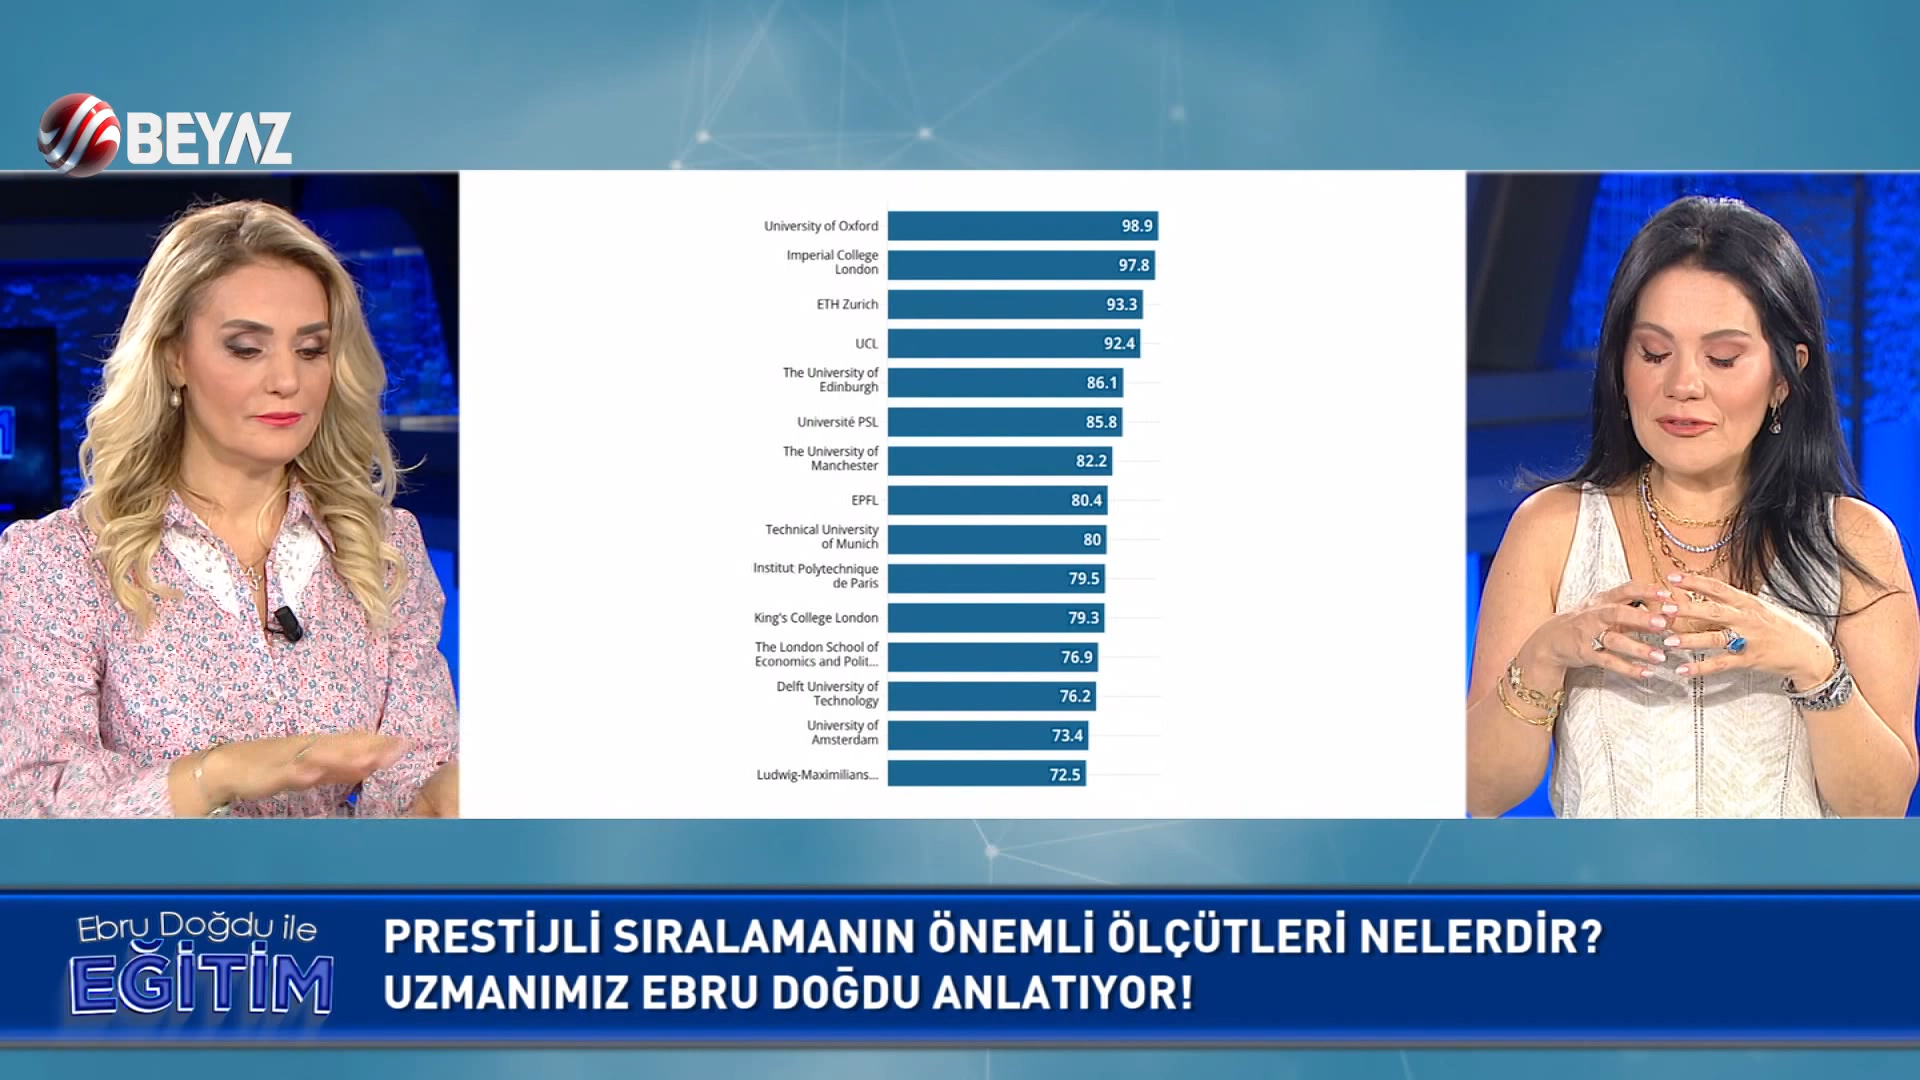 BEYAZ
University of Oxford 98.9
Imperial College
London 97.8
ETH Zurich 93.3
UCL 92.4
The University of
Edinburgh 86.1
Université PSL 85.8
The University of
Manchester 82.2
EPFL 80.4
Technical University
of Munich 80
Institut Polytechnique
de Paris 79.5
King's College London 79.3
The London School of
Economics and Polit... 76.9
Delft University of
Technology 76.2
University of
Amsterdam 73.4
Ludwig-Maximilians... 72.5
Ebru Doğdu ile
EĞİTİM
PRESTİJLİ SIRALAMANIN ÖNEMLİ ÖLÇÜTLERİ NELERDİR?
UZMANIMIZ EBRU DOĞDU ANLATIYOR!